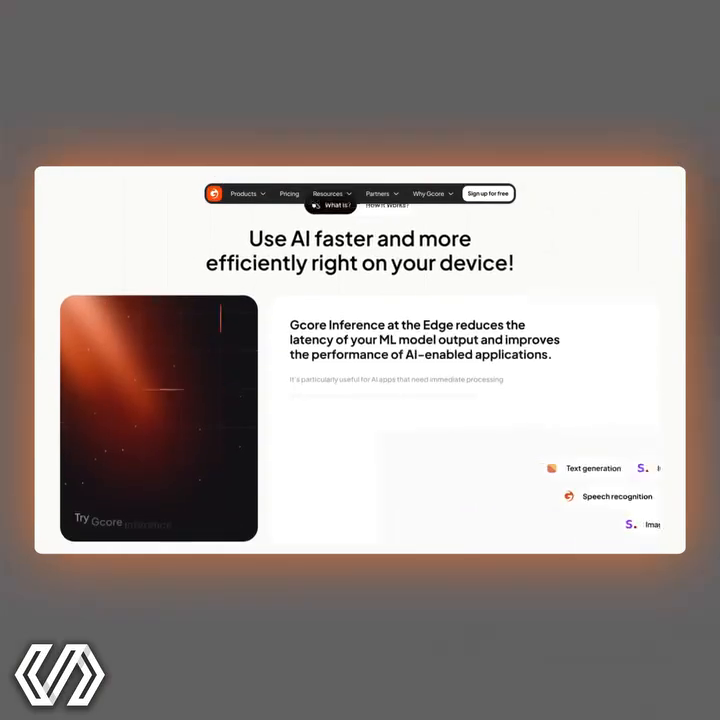 Products
Pricing
Resources
Partners
Why Gcore
Sign up for free
What is?
How it Works?
Use AI faster and more
efficiently right on your device!
Gcore Inference at the Edge reduces the
latency of your ML model output and improves
the performance of AI-enabled applications.
It's particularly useful for AI apps that need immediate processing
Text generation
Speech recognition
Try Gcore Inference